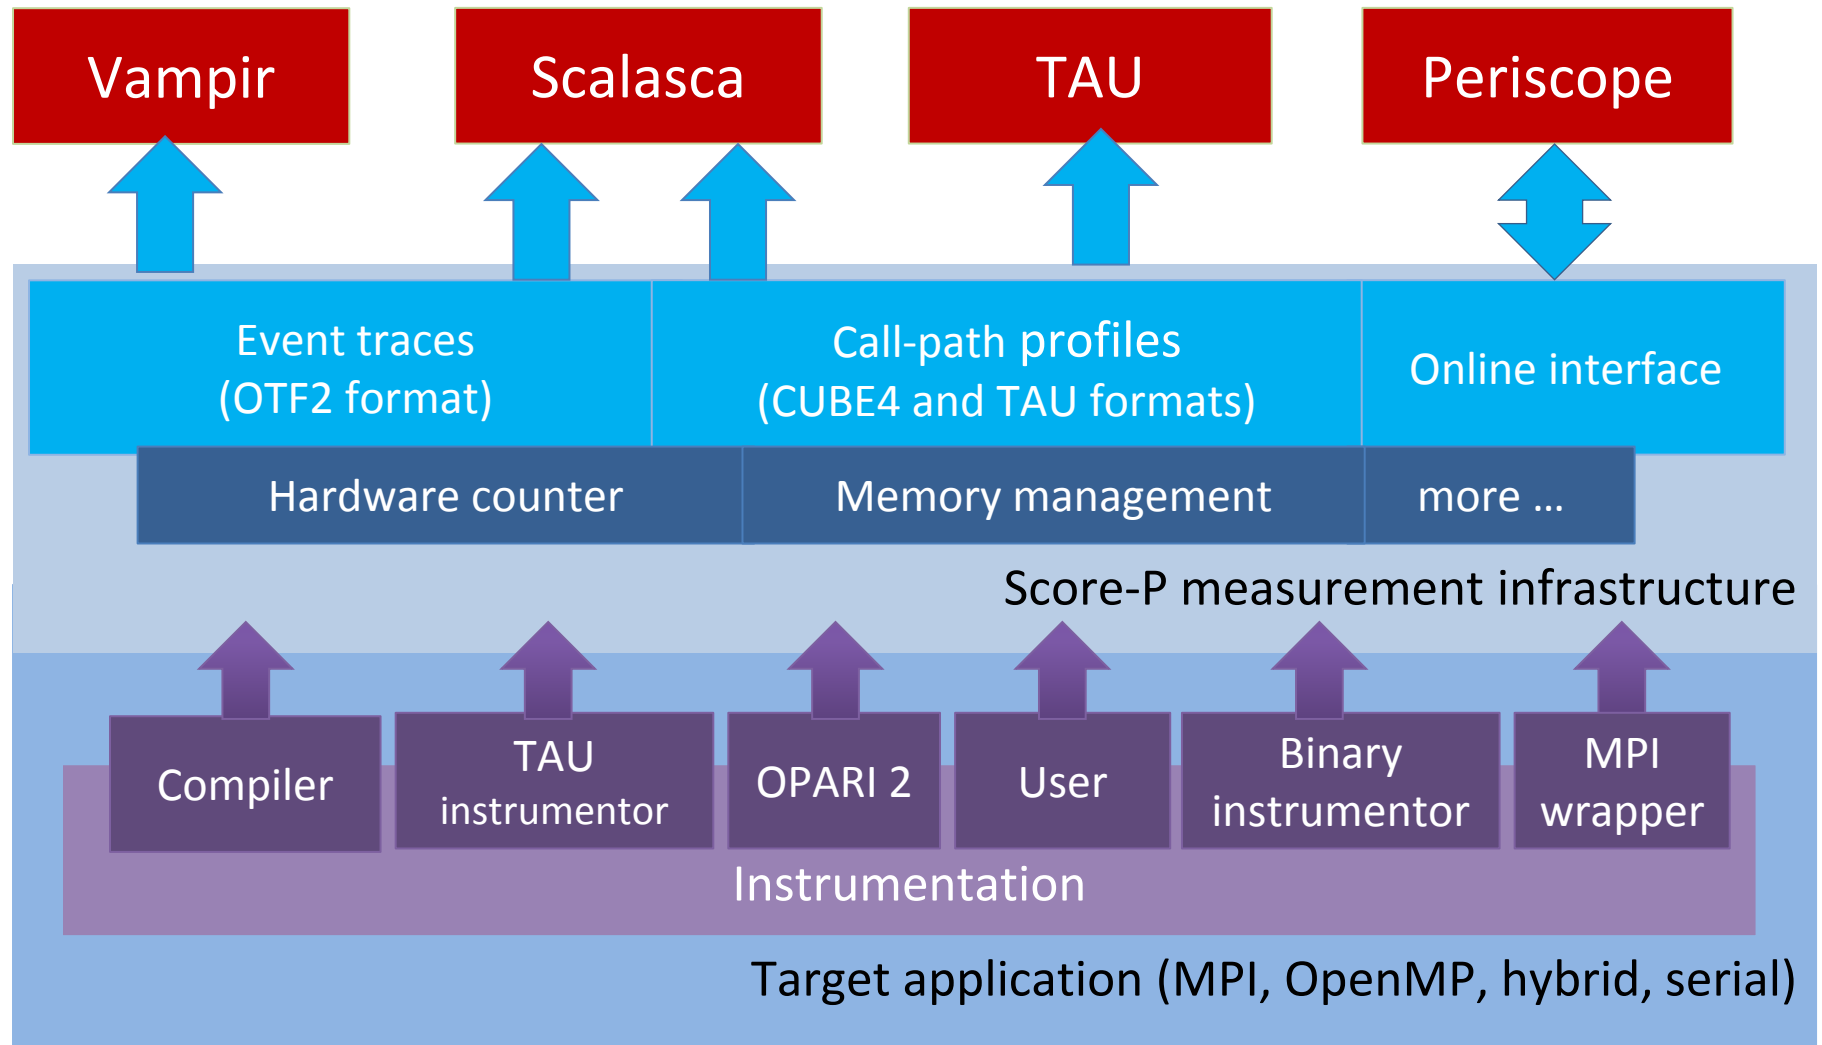 Vampir
Scalasca
TAU
Periscope
Event traces
(OTF2 format)
Call-path profiles
(CUBE4 and TAU formats)
Online interface
Hardware counter
Memory management
more ...
Score-P measurement infrastructure
Compiler
TAU
instrumentor
OPARI 2
User
Binary
instrumentor
MPI
wrapper
Instrumentation
Target application (MPI, OpenMP, hybrid, serial)